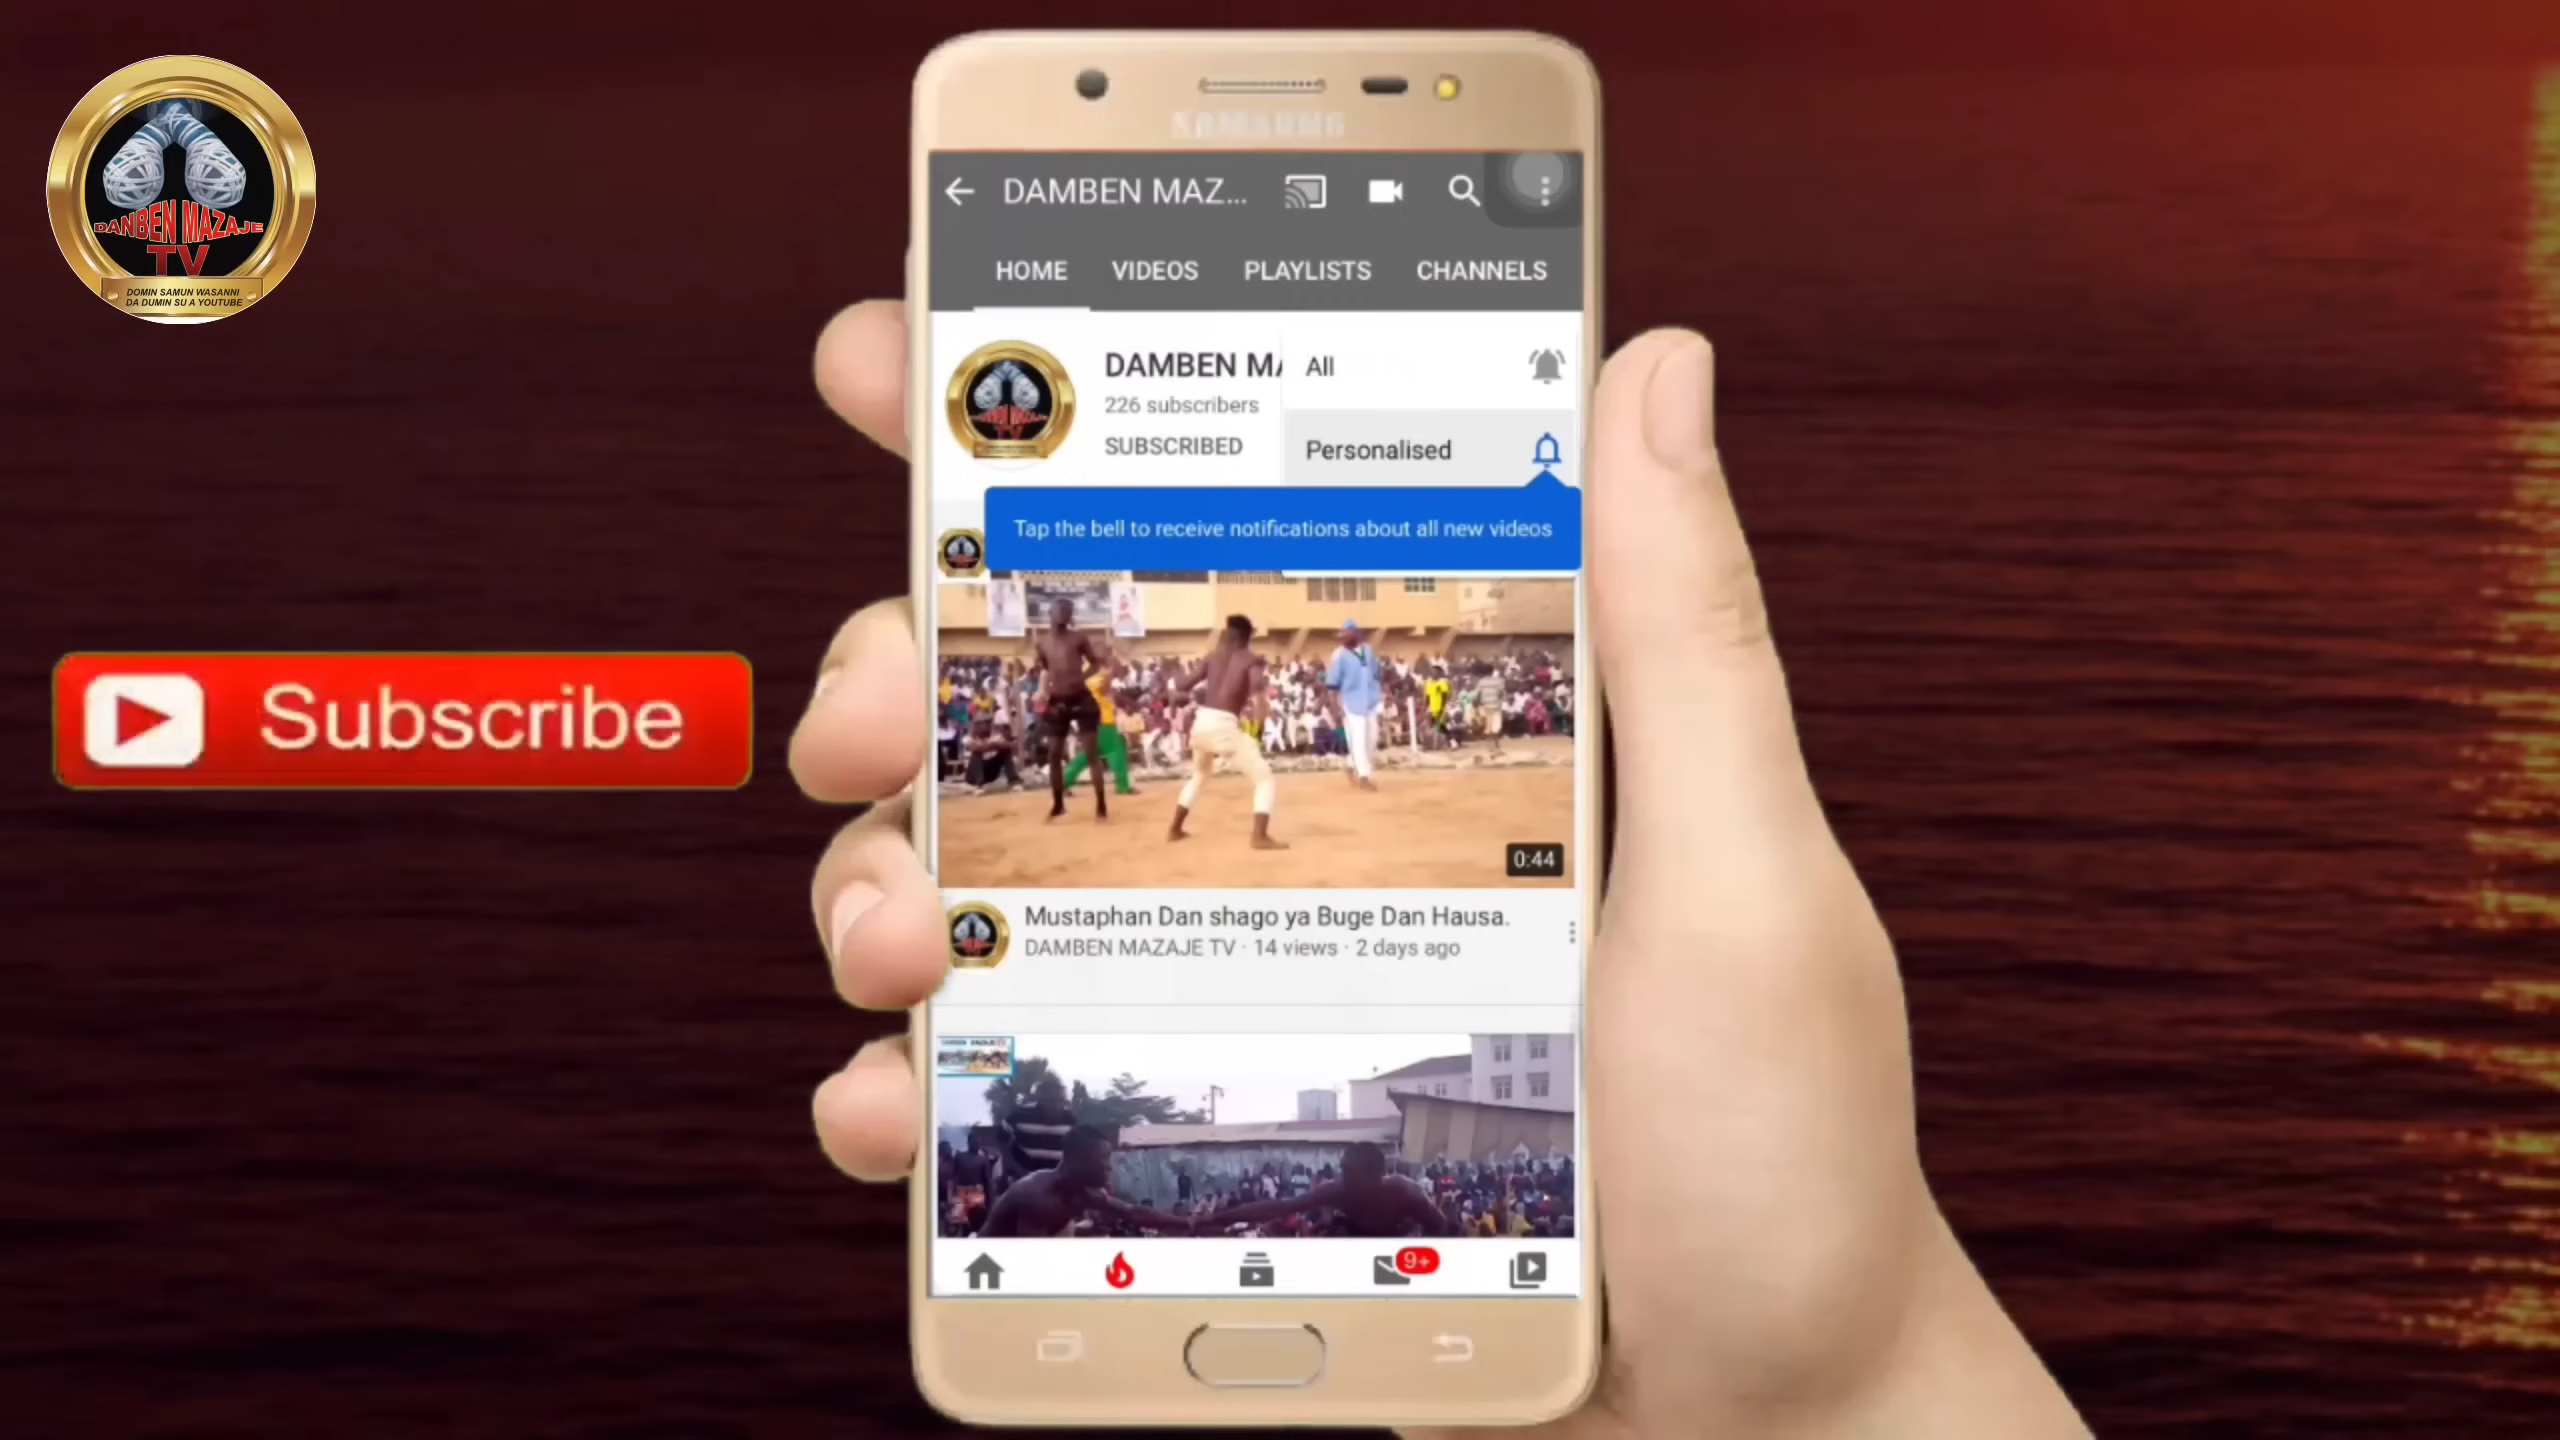 DANBEN MAZAJE
TV
DOMIN SAMUN WASANNI
DA DUMIN SU A YOUTUBE
Subscribe
SAMSUNG
DAMBEN MAZ...
HOME VIDEOS PLAYLISTS CHANNELS
DAMBEN MA
226 subscribers
SUBSCRIBED
All
Personalised
Tap the bell to receive notifications about all new videos
0:44
Mustaphan Dan shago ya Buge Dan Hausa.
DAMBEN MAZAJE TV · 14 views · 2 days ago
9+